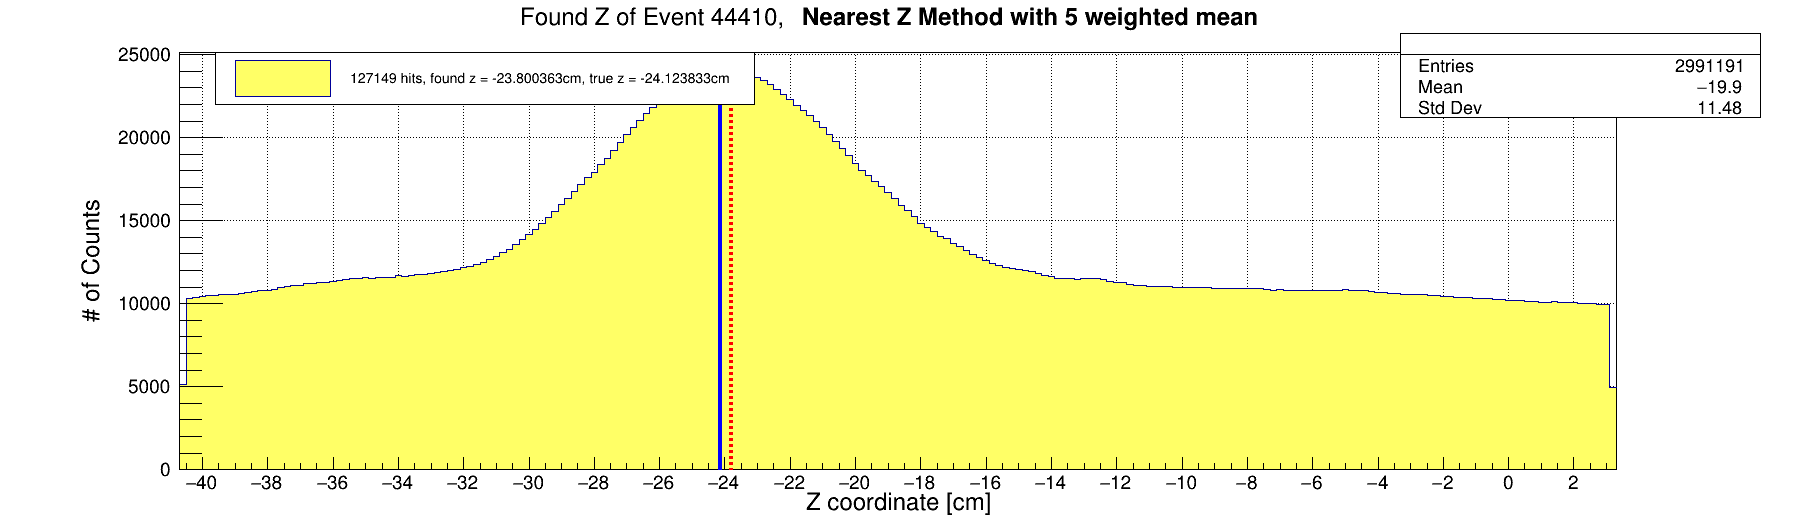 Found Z of Event 44410, Nearest Z Method with 5 weighted mean
127149 hits, found z = -23.800363cm, true z = -24.123833cm
Entries 2991191
Mean −19.9
Std Dev 11.48
# of Counts
25000
20000
15000
10000
5000
0
−40 −38 −36 −34 −32 −30 −28 −26 −24 −22 −20 −18 −16 −14 −12 −10 −8 −6 −4 −2 0 2
Z coordinate [cm]